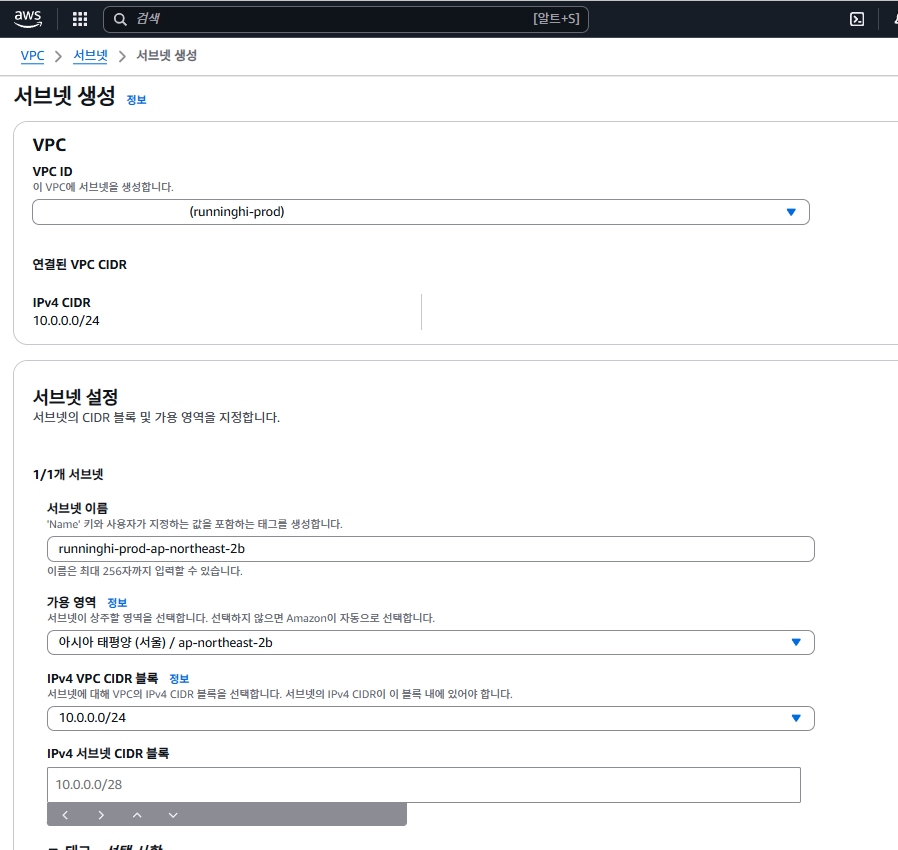 aws
검색
[알트+S]
VPC
서브넷
서브넷 생성
서브넷 생성 정보
VPC
VPC ID
이 VPC에 서브넷을 생성합니다.
(runninghi-prod)
연결된 VPC CIDR
IPv4 CIDR
10.0.0.0/24
서브넷 설정
서브넷의 CIDR 블록 및 가용 영역을 지정합니다.
1/1개 서브넷
서브넷 이름
'Name' 키와 사용자가 지정하는 값을 포함하는 태그를 생성합니다.
runninghi-prod-ap-northeast-2b
이름은 최대 256자까지 입력할 수 있습니다.
가용 영역 정보
서브넷이 상주할 영역을 선택합니다. 선택하지 않으면 Amazon이 자동으로 선택합니다.
아시아 태평양 (서울) / ap-northeast-2b
IPv4 VPC CIDR 블록 정보
서브넷에 대해 VPC의 IPv4 CIDR 블록을 선택합니다. 서브넷의 IPv4 CIDR이 이 블록 내에 있어야 합니다.
10.0.0.0/24
IPv4 서브넷 CIDR 블록
10.0.0.0/28